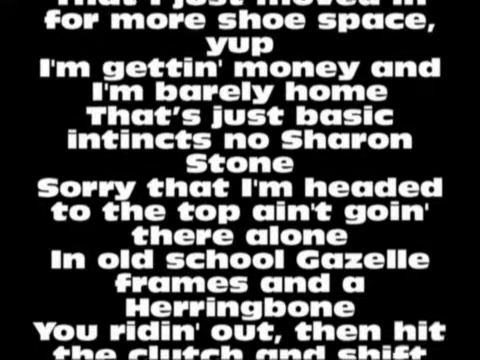 That I just moved in
for more shoe space,
yup
I'm gettin' money and
I'm barely home
That's just basic
intincts no Sharon
Stone
Sorry that I'm headed
to the top ain't goin'
there alone
In old school Gazelle
frames and a
Herringbone
You ridin' out, then hit
the clutch and shift